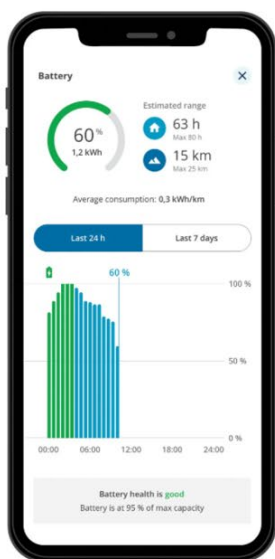 Battery
Estimated range
60 %
1,2 kWh
63 h
Max 80 h
15 km
Max 25 km
Average consumption: 0,3 kWh/km
Last 24 h
Last 7 days
60 %
100 %
50 %
0 %
00:00 06:00 12:00 18:00 24:00
Battery health is good
Battery is at 95 % of max capacity